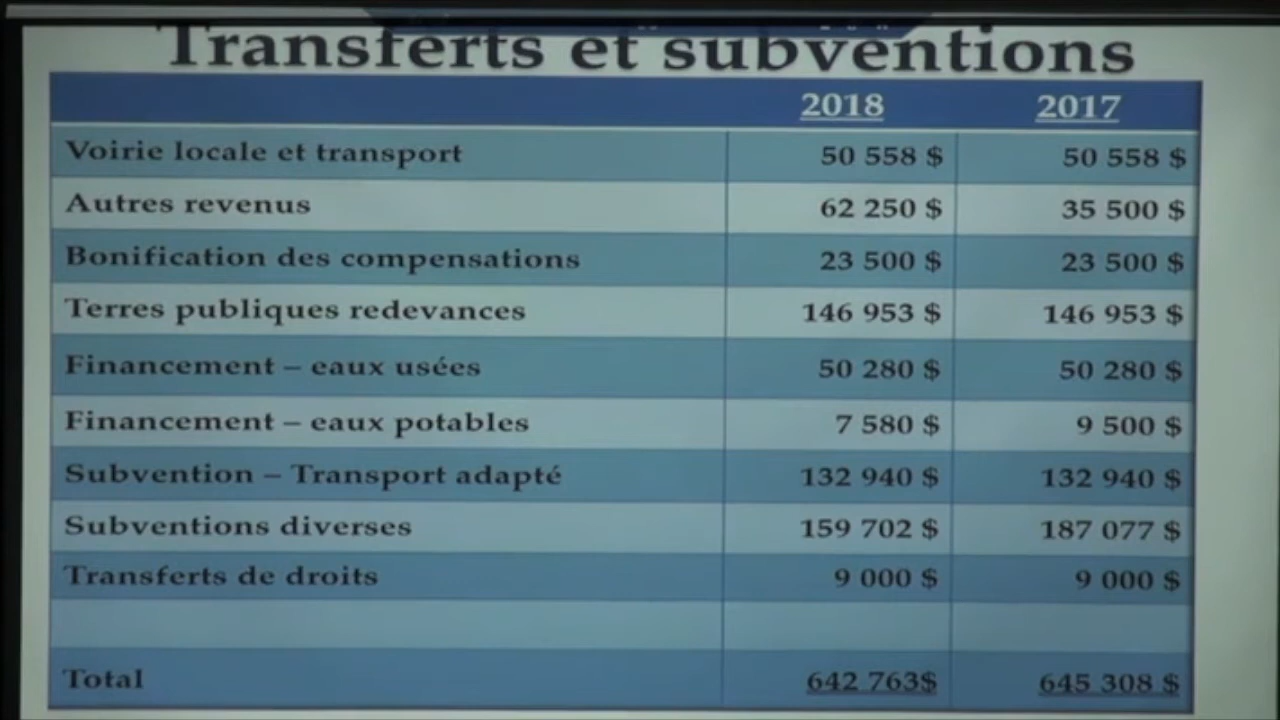 Transferts et subventions
2018 2017
Voirie locale et transport 50 558 $ 50 558 $
Autres revenus 62 250 $ 35 500 $
Bonification des compensations 23 500 $ 23 500 $
Terres publiques redevances 146 953 $ 146 953 $
Financement – eaux usées 50 280 $ 50 280 $
Financement – eaux potables 7 580 $ 9 500 $
Subvention – Transport adapté 132 940 $ 132 940 $
Subventions diverses 159 702 $ 187 077 $
Transferts de droits 9 000 $ 9 000 $
Total 642 763$ 645 308 $